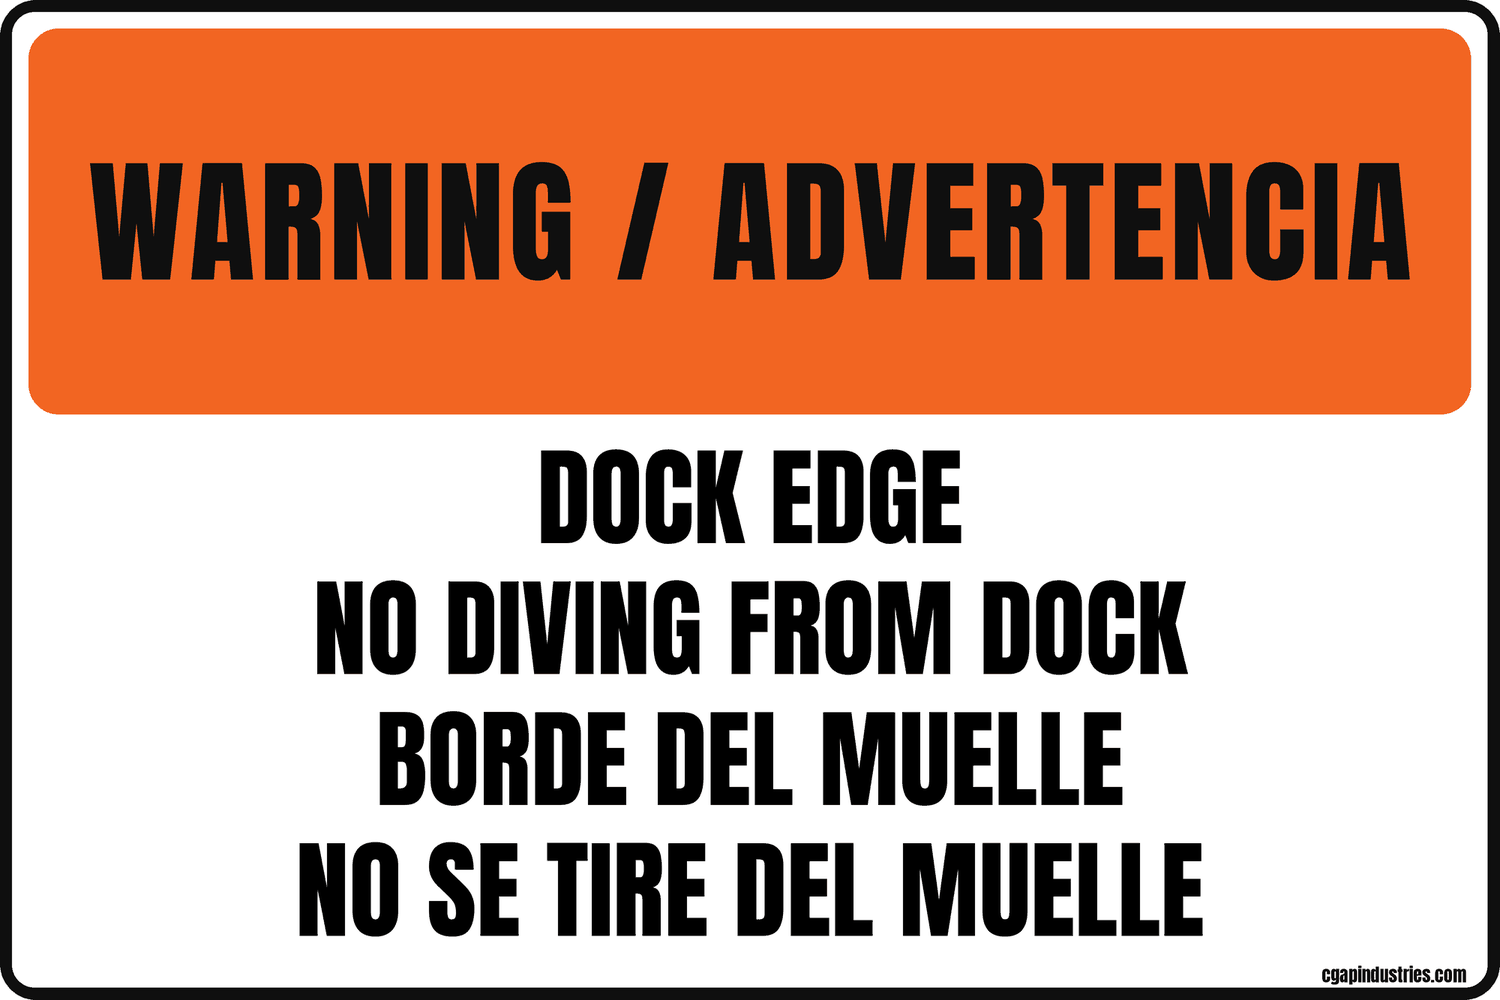 WARNING / ADVERTENCIA
DOCK EDGE
NO DIVING FROM DOCK
BORDE DEL MUELLE
NO SE TIRE DEL MUELLE
cgapindustries.com